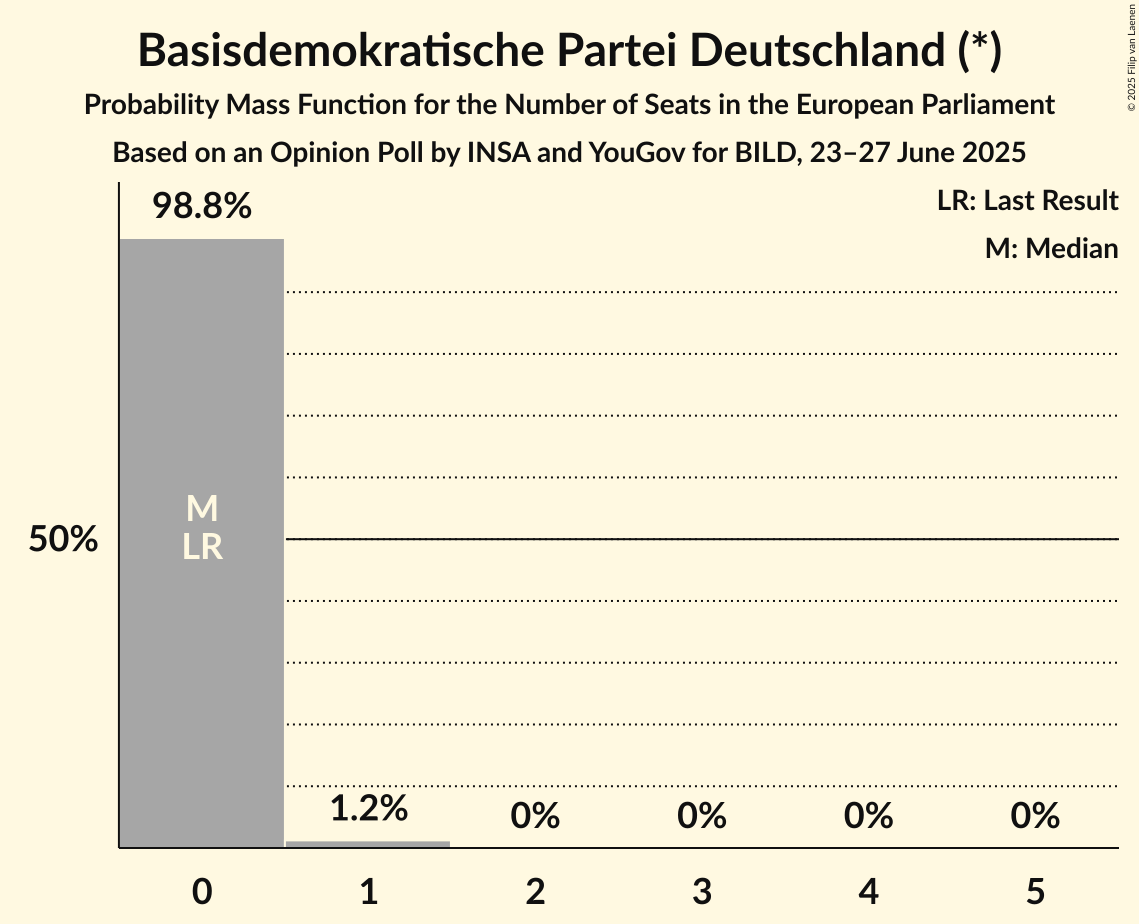 Basisdemokratische Partei Deutschland (*)
Probability Mass Function for the Number of Seats in the European Parliament
Based on an Opinion Poll by INSA and YouGov for BILD, 23–27 June 2025
© 2025 Filip van Laenen
LR: Last Result
M: Median
98.8%
M
LR
50%
1.2%
0%
0%
0%
0%
0
1
2
3
4
5